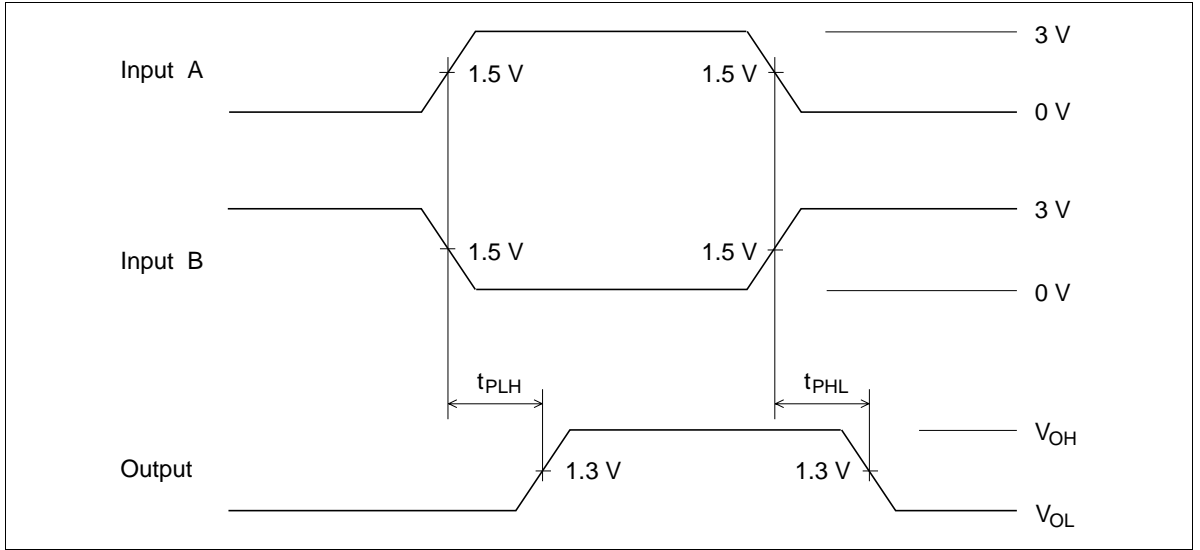 3 V
Input A
1.5 V
1.5 V
0 V
3 V
Input B
1.5 V
1.5 V
0 V
tPLH
tPHL
VOH
Output
1.3 V
1.3 V
VOL